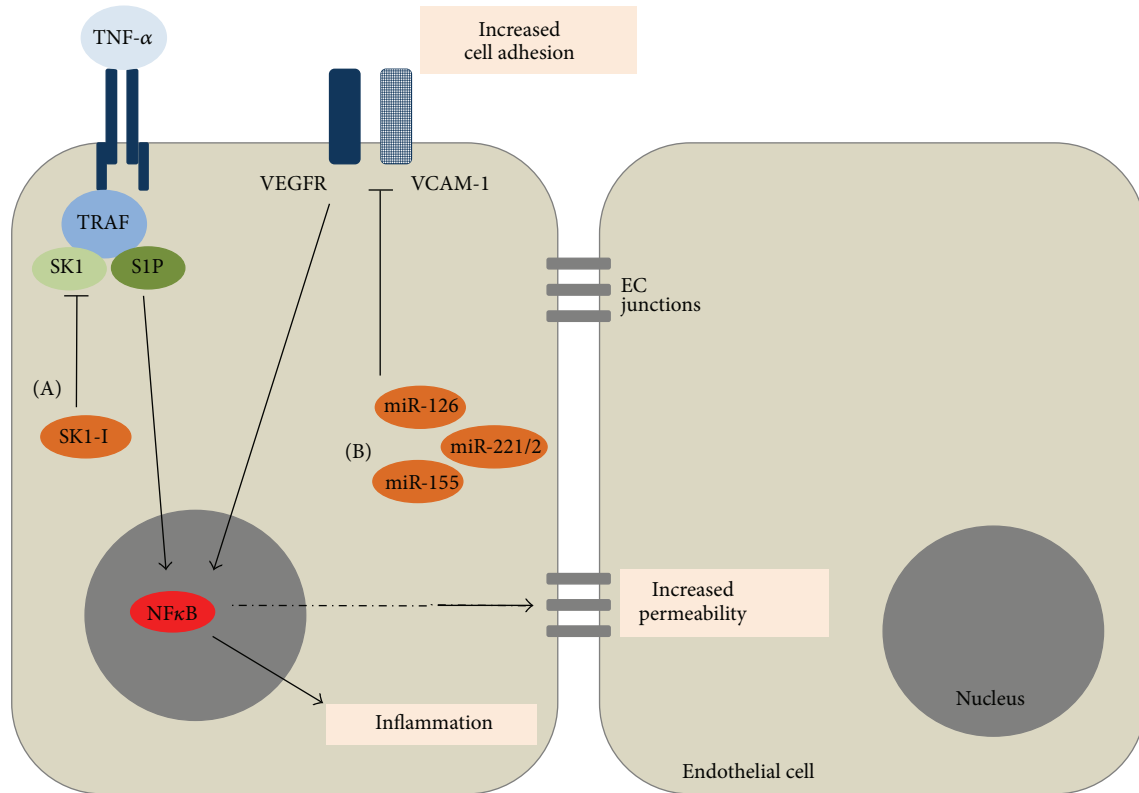 TNF-α
Increased
cell adhesion
VEGFR
VCAM-1
TRAF
SK1
S1P
EC
junctions
(A)
SK1-I
miR-126
(B)
miR-221/2
miR-155
NFκB
Increased
permeability
Inflammation
Nucleus
Endothelial cell